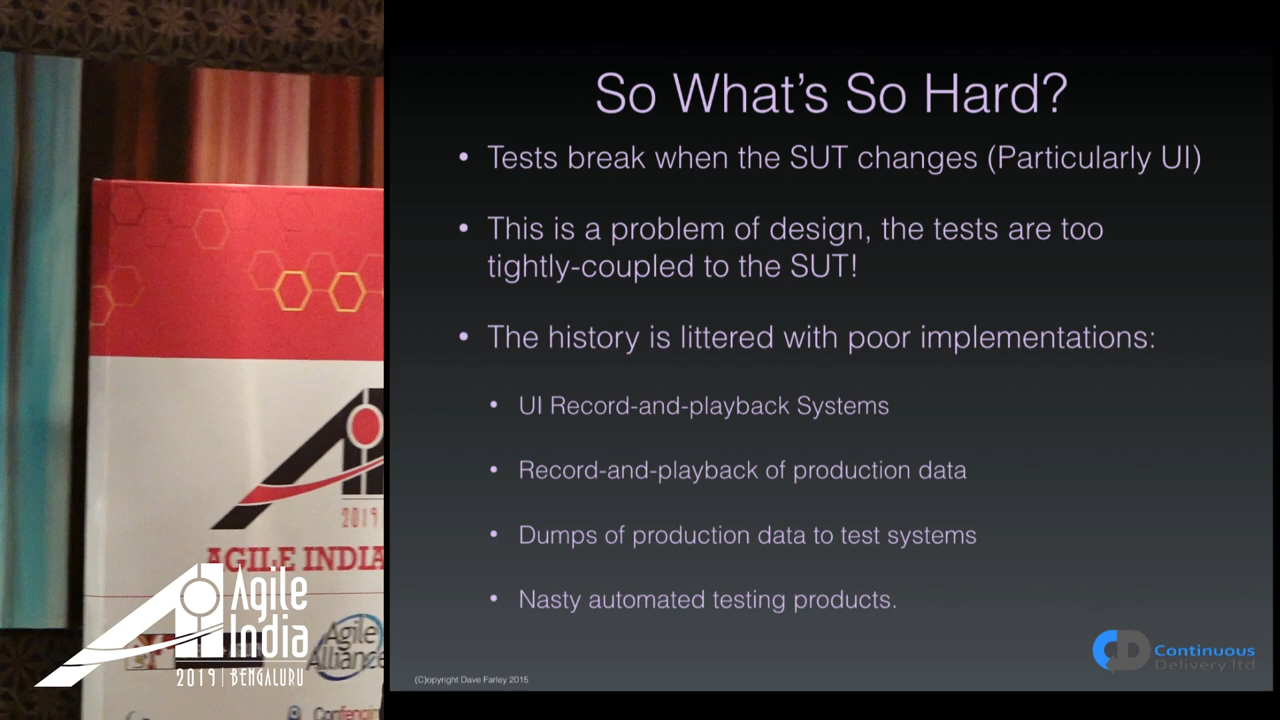 So What's So Hard?
• Tests break when the SUT changes (Particularly UI)
• This is a problem of design, the tests are too
tightly-coupled to the SUT!
• The history is littered with poor implementations:
• UI Record-and-playback Systems
• Record-and-playback of production data
• Dumps of production data to test systems
• Nasty automated testing products.
(C)opyright Dave Farley 2015
Continuous
Delivery ltd
2019
AGILE INDIA
Agile
India
2019 | BENGALURU
Agile
Alliance